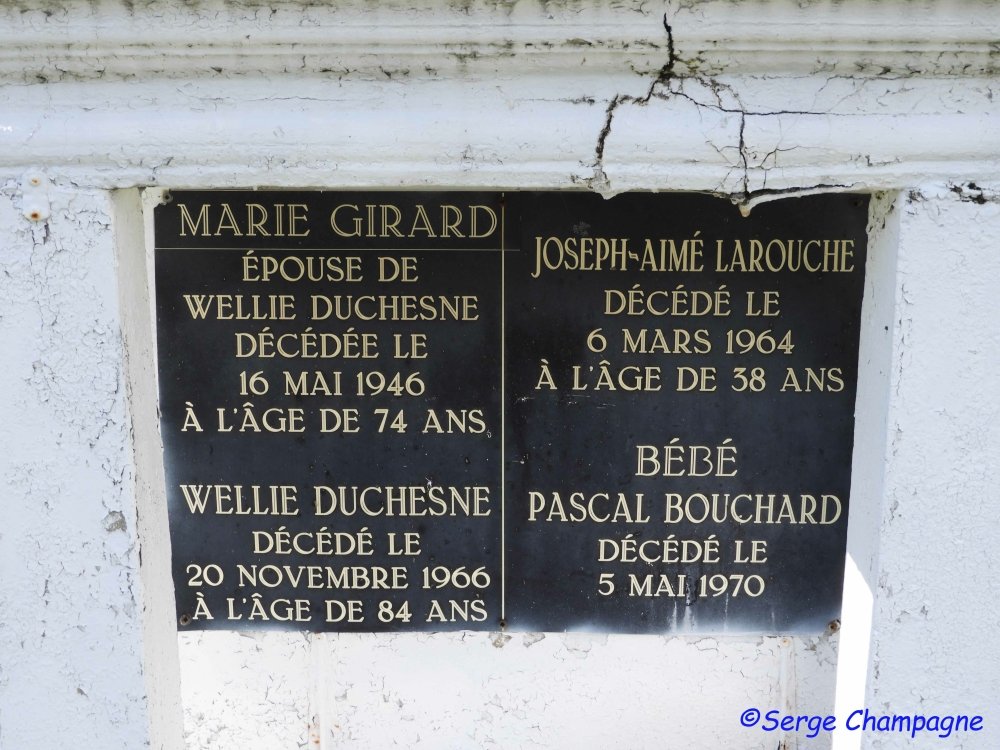 MARIE GIRARD
ÉPOUSE DE
WELLIE DUCHESNE
DÉCÉDÉE LE
16 MAI 1946
À L'ÂGE DE 74 ANS
WELLIE DUCHESNE
DÉCÉDÉ LE
20 NOVEMBRE 1966
À L'ÂGE DE 84 ANS
JOSEPH-AIMÉ LAROUCHE
DÉCÉDÉ LE
6 MARS 1964
À L'ÂGE DE 38 ANS
BÉBÉ
PASCAL BOUCHARD
DÉCÉDÉ LE
5 MAI 1970
©Serge Champagne